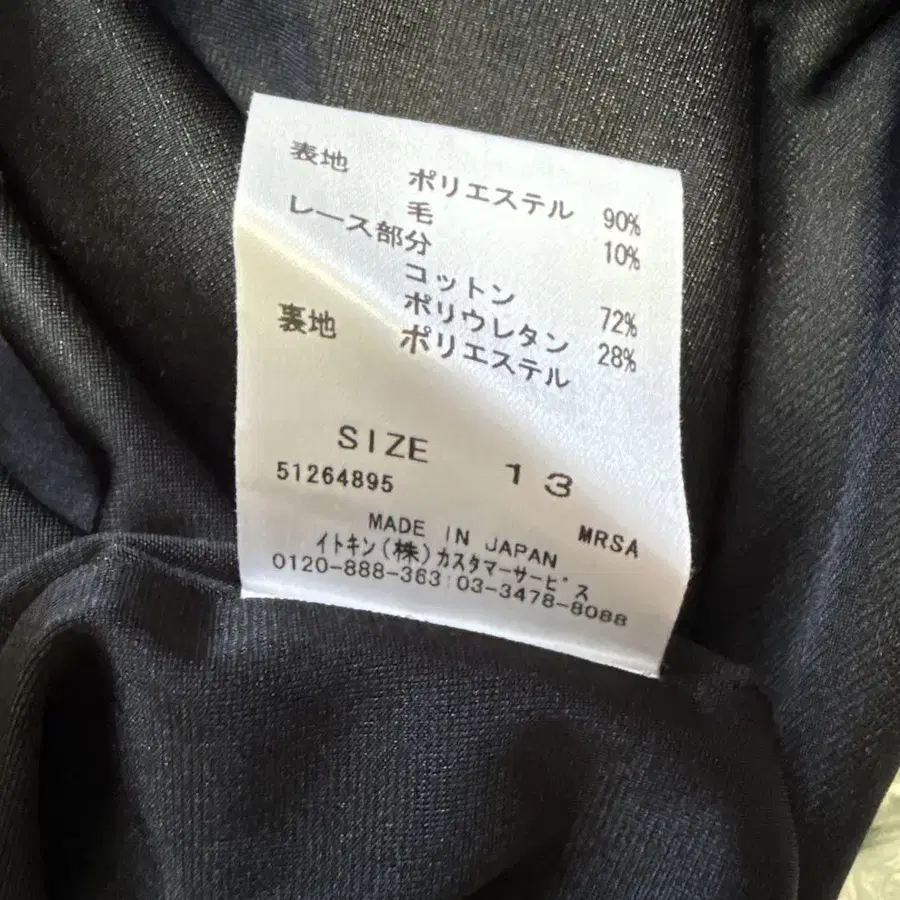 表地 ポリエステル 90%
毛 10%
レース部分
コットン 72%
ポリウレタン 28%
裏地 ポリエステル
SIZE 13
51264895
MRSA
MADE IN JAPAN
イトキン(株)カスタマーサービス
0120-888-363 03-3478-8088